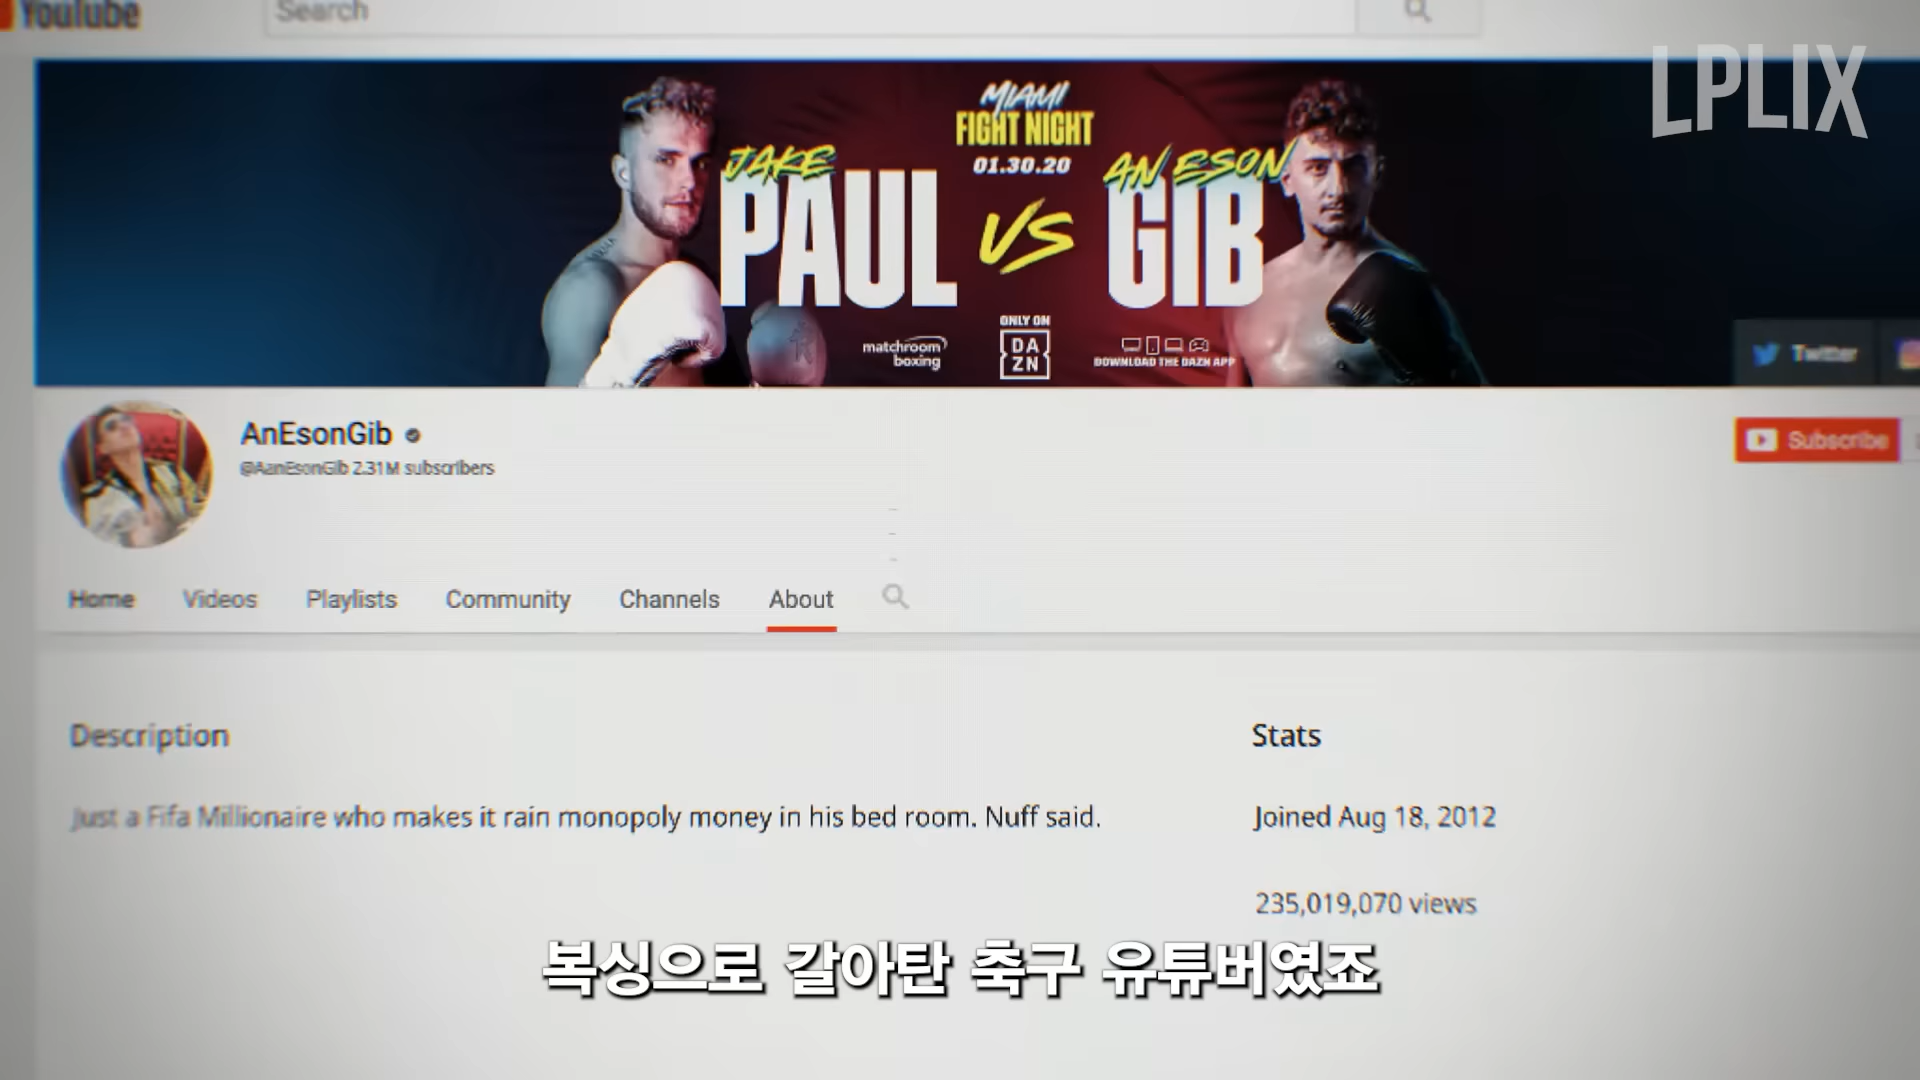 YouTube
Search
LPLIX
MIAMI
FIGHT NIGHT
01.30.20
JAKE
PAUL
VS
AN ESON
GIB
matchroom
boxing
ONLY ON
DAZN
DOWNLOAD THE DAZN APP
Twitter
AnEsonGib
@AanEsonGib 2.31M subscribers
Subscribe
Home Videos Playlists Community Channels About
Description
Stats
Just a Fifa Millionaire who makes it rain monopoly money in his bed room. Nuff said.
Joined Aug 18, 2012
235,019,070 views
복싱으로 갈아탄 축구 유튜버였죠